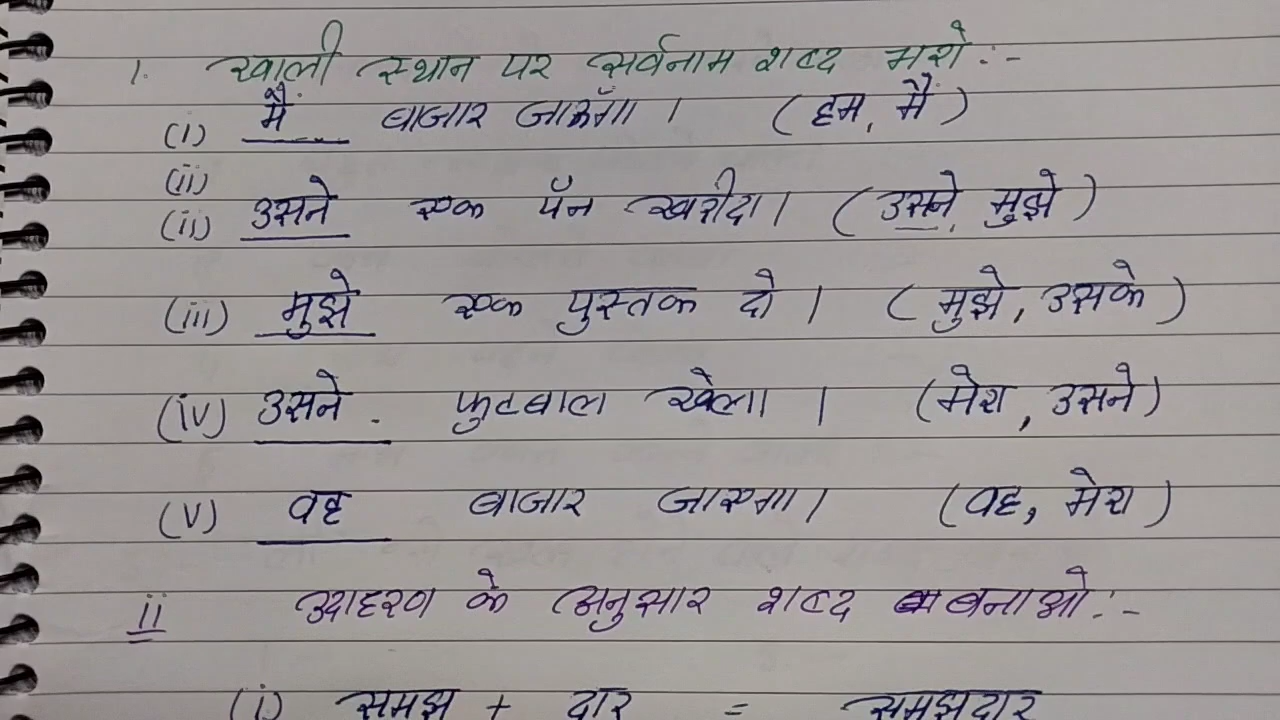 1. खाली स्थान पर सर्वनाम शब्द भरो :-
(i) मैं बाजार जाऊँगा । (हम, मैं)
(ii)
(ii) उसने एक पॅन खरीदा। (उसने, मुझे)
(iii) मुझे एक पुस्तक दो । (मुझे, उसके)
(iv) उसने . फुटबाल खेला । (मेरा, उसने)
(v) वह बाजार जाएगा। (वह, मेरा)
ii उदाहरण के अनुसार शब्द बनाओ :-
(i) समझ + दार = समझदार